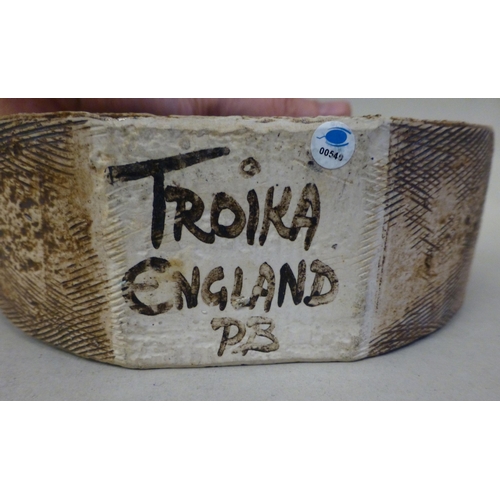 00549
TROIKA
ENGLAND
PB